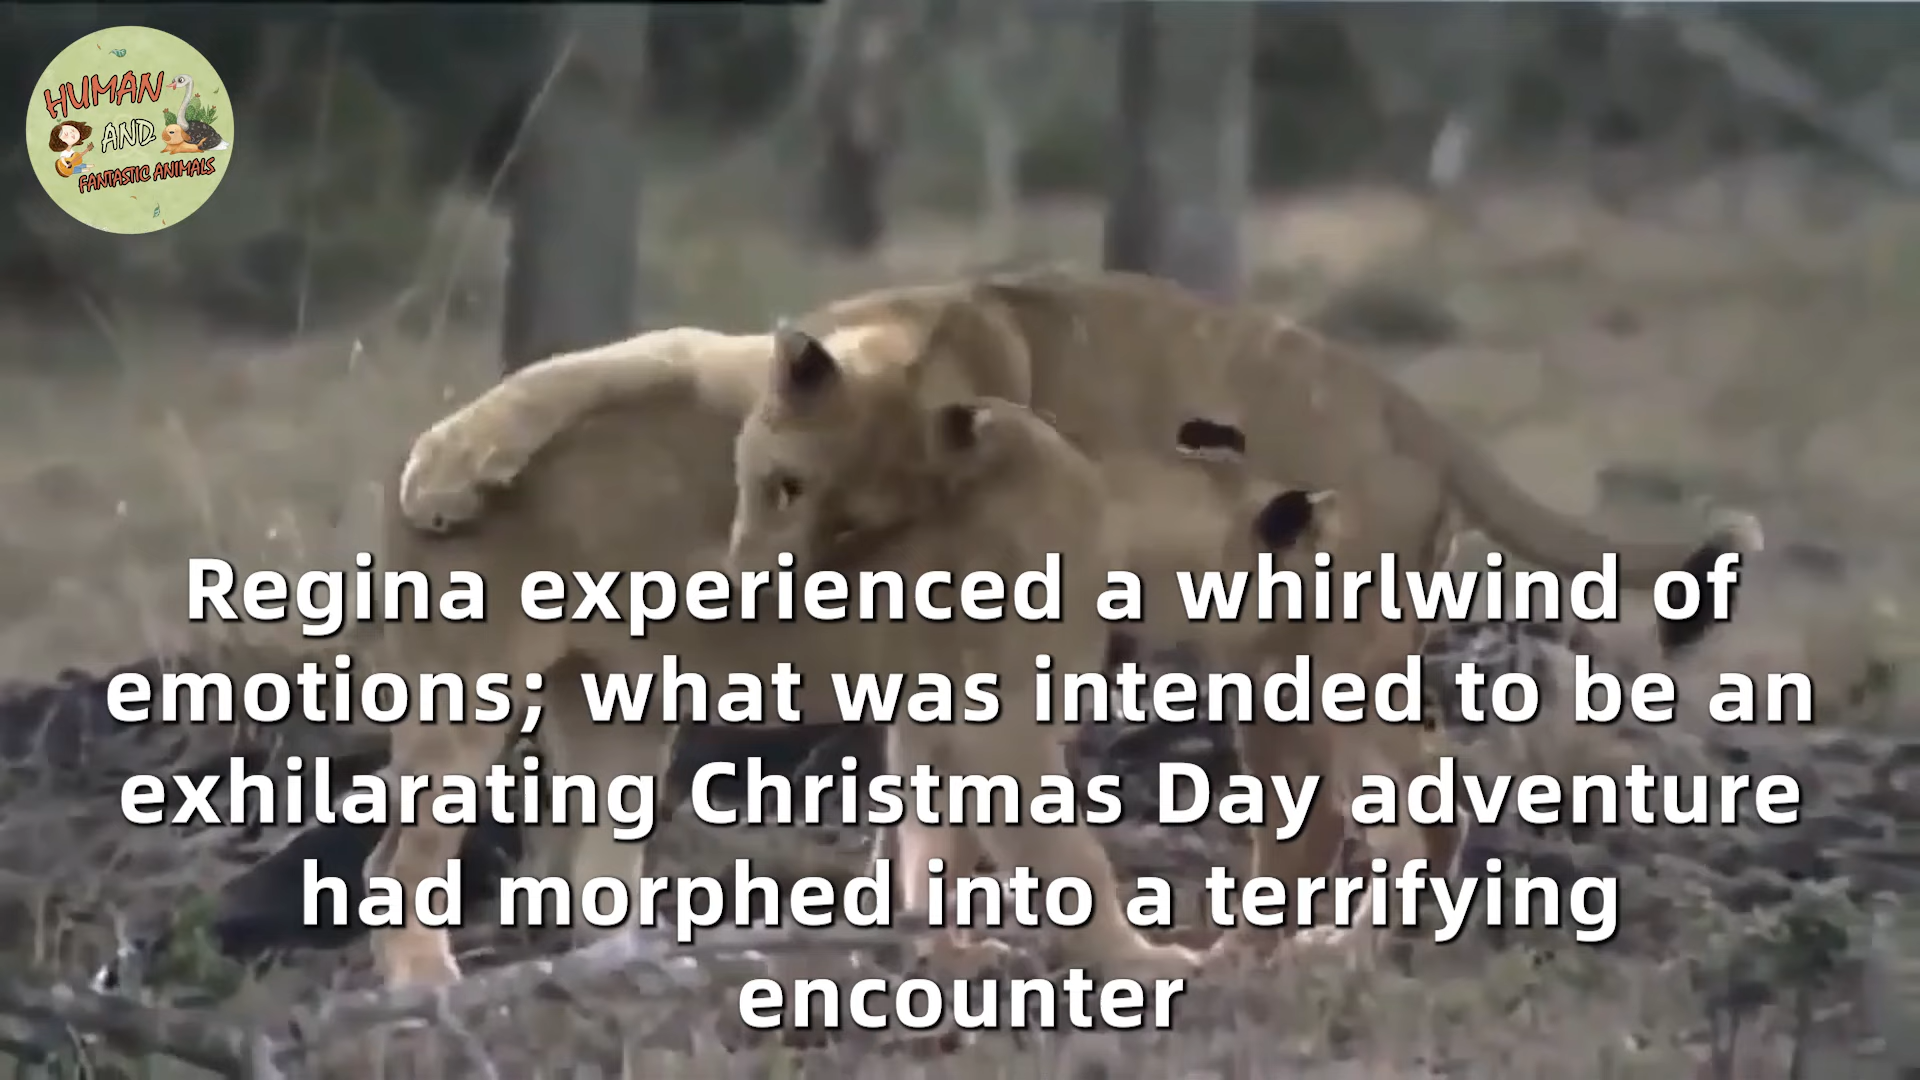 HUMAN
AND
FANTASTIC ANIMALS
Regina experienced a whirlwind of
emotions; what was intended to be an
exhilarating Christmas Day adventure
had morphed into a terrifying
encounter